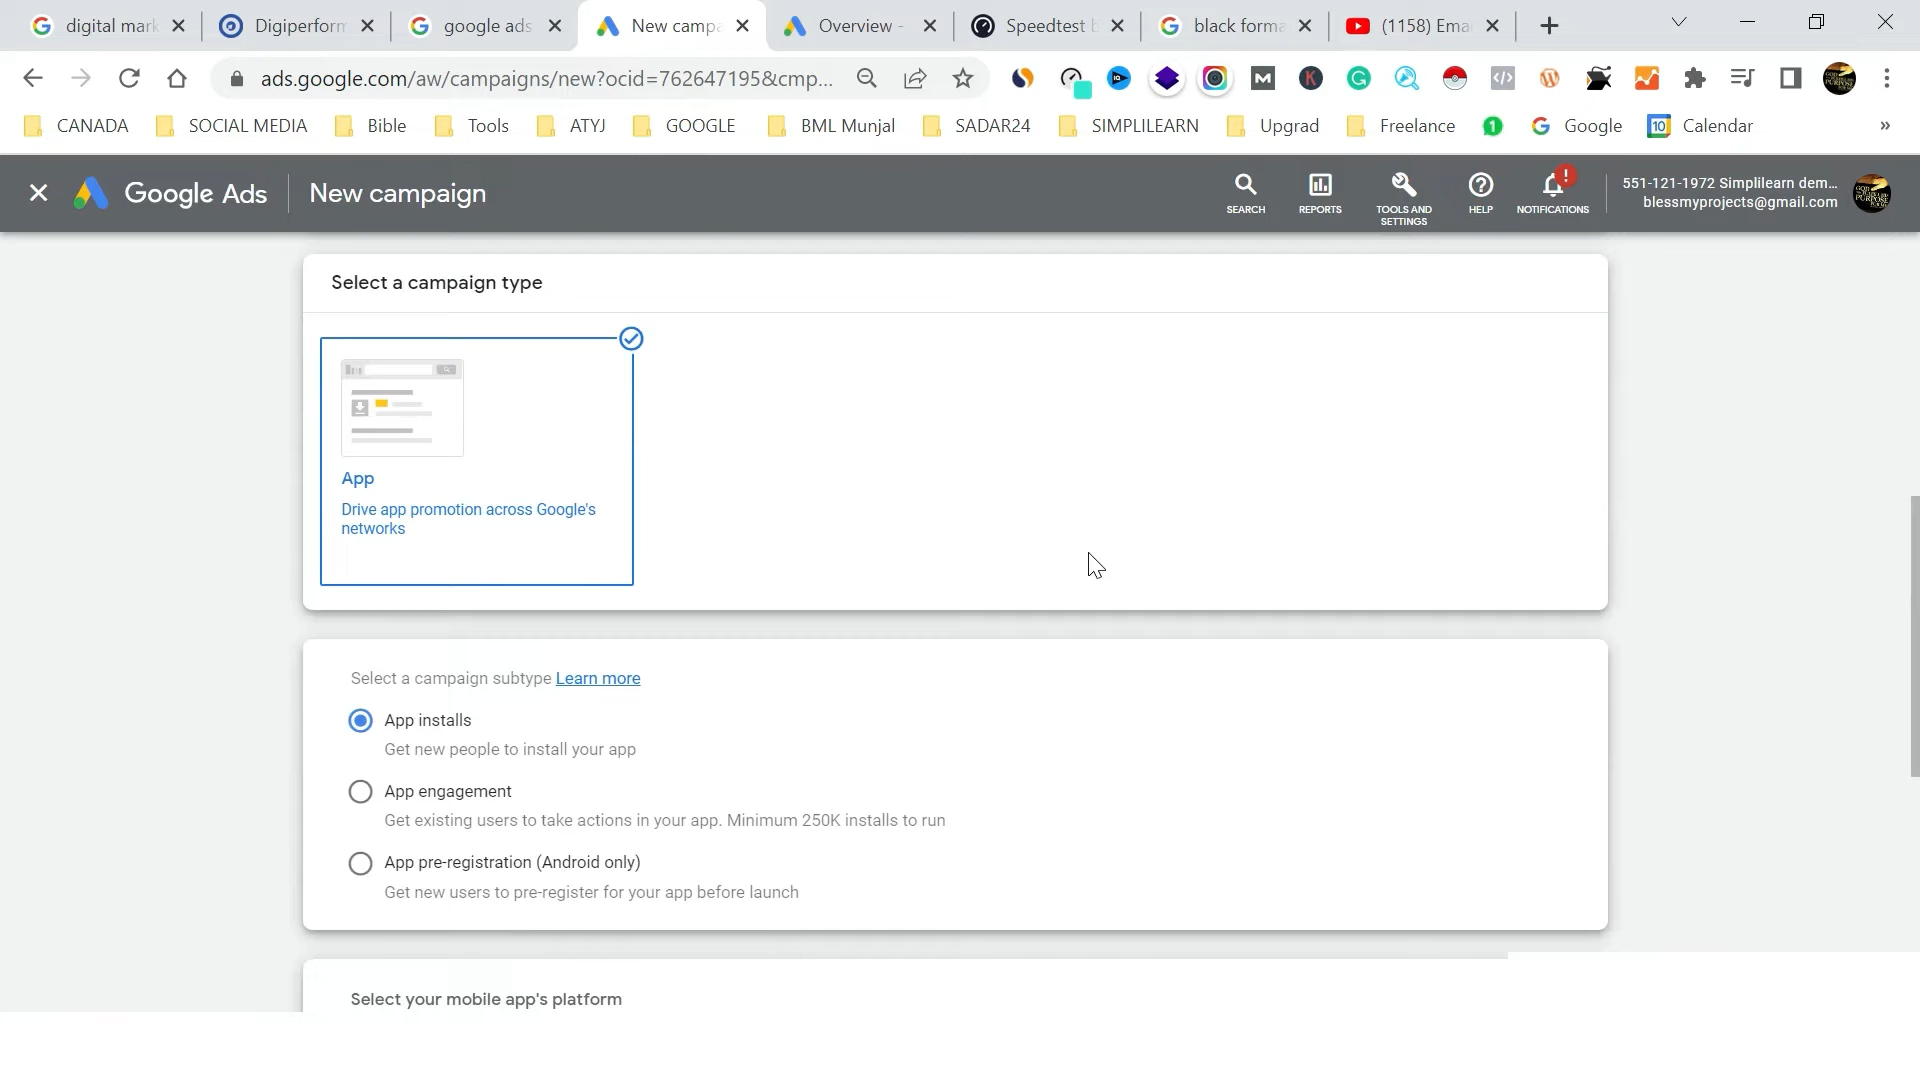 digital mark
Digiperform
google ads
New campa
Overview -
Speedtest b
black forma
(1158) Ema
ads.google.com/aw/campaigns/new?ocid=762647195&cmp...
CANADA
SOCIAL MEDIA
Bible
Tools
ATYJ
GOOGLE
BML Munjal
SADAR24
SIMPLILEARN
Upgrad
Freelance
1
Google
10
Calendar
»
Google Ads
New campaign
SEARCH
REPORTS
TOOLS AND
SETTINGS
HELP
!
NOTIFICATIONS
551-121-1972 Simplilearn dem...
blessmyprojects@gmail.com
Select a campaign type
App
Drive app promotion across Google's
networks
Select a campaign subtype Learn more
App installs
Get new people to install your app
App engagement
Get existing users to take actions in your app. Minimum 250K installs to run
App pre-registration (Android only)
Get new users to pre-register for your app before launch
Select your mobile app's platform